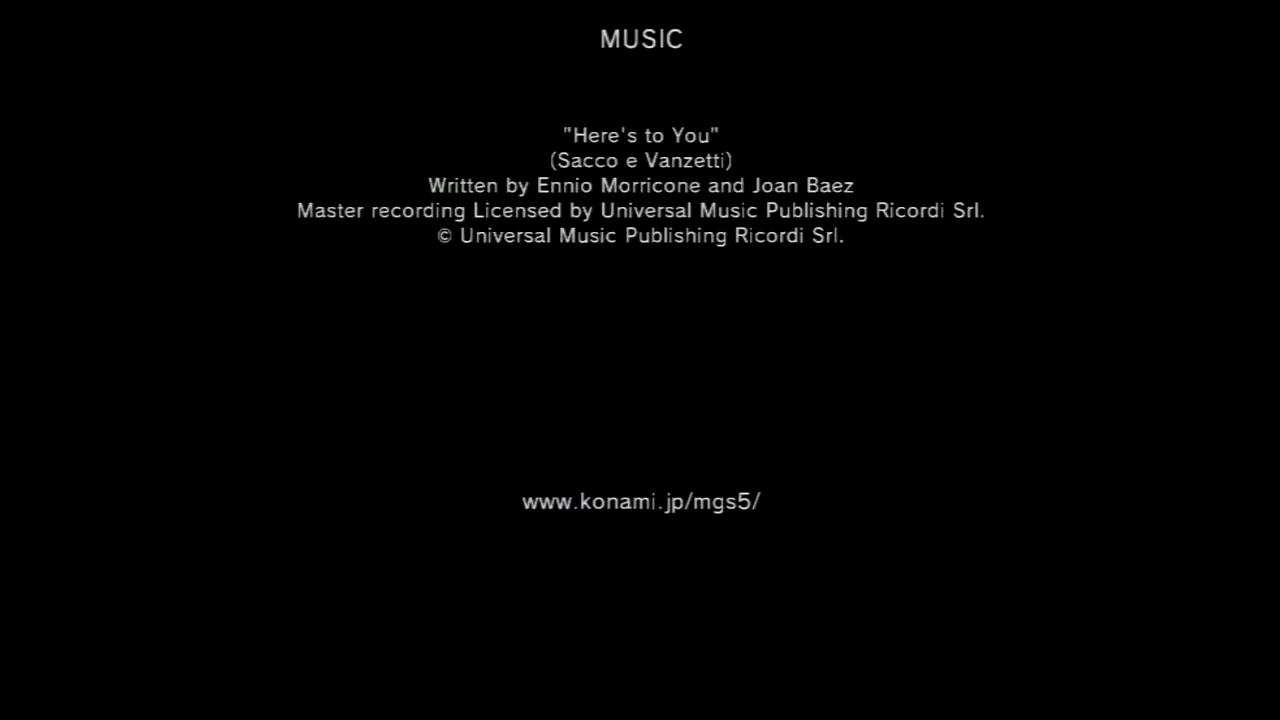 MUSIC
"Here's to You"
(Sacco e Vanzetti)
Written by Ennio Morricone and Joan Baez
Master recording Licensed by Universal Music Publishing Ricordi Srl.
© Universal Music Publishing Ricordi Srl.
www.konami.jp/mgs5/